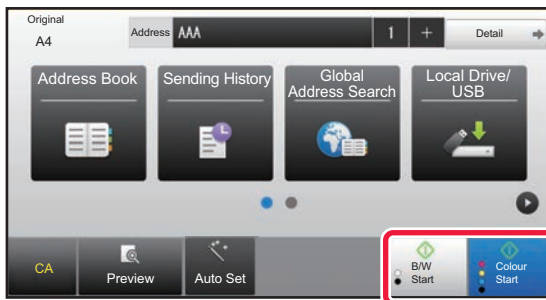 Original
A4
Address AAA 1 + Detail
Address Book
Sending History
Global
Address Search
Local Drive/
USB
CA
Preview
Auto Set
B/W
Start
Colour
Start